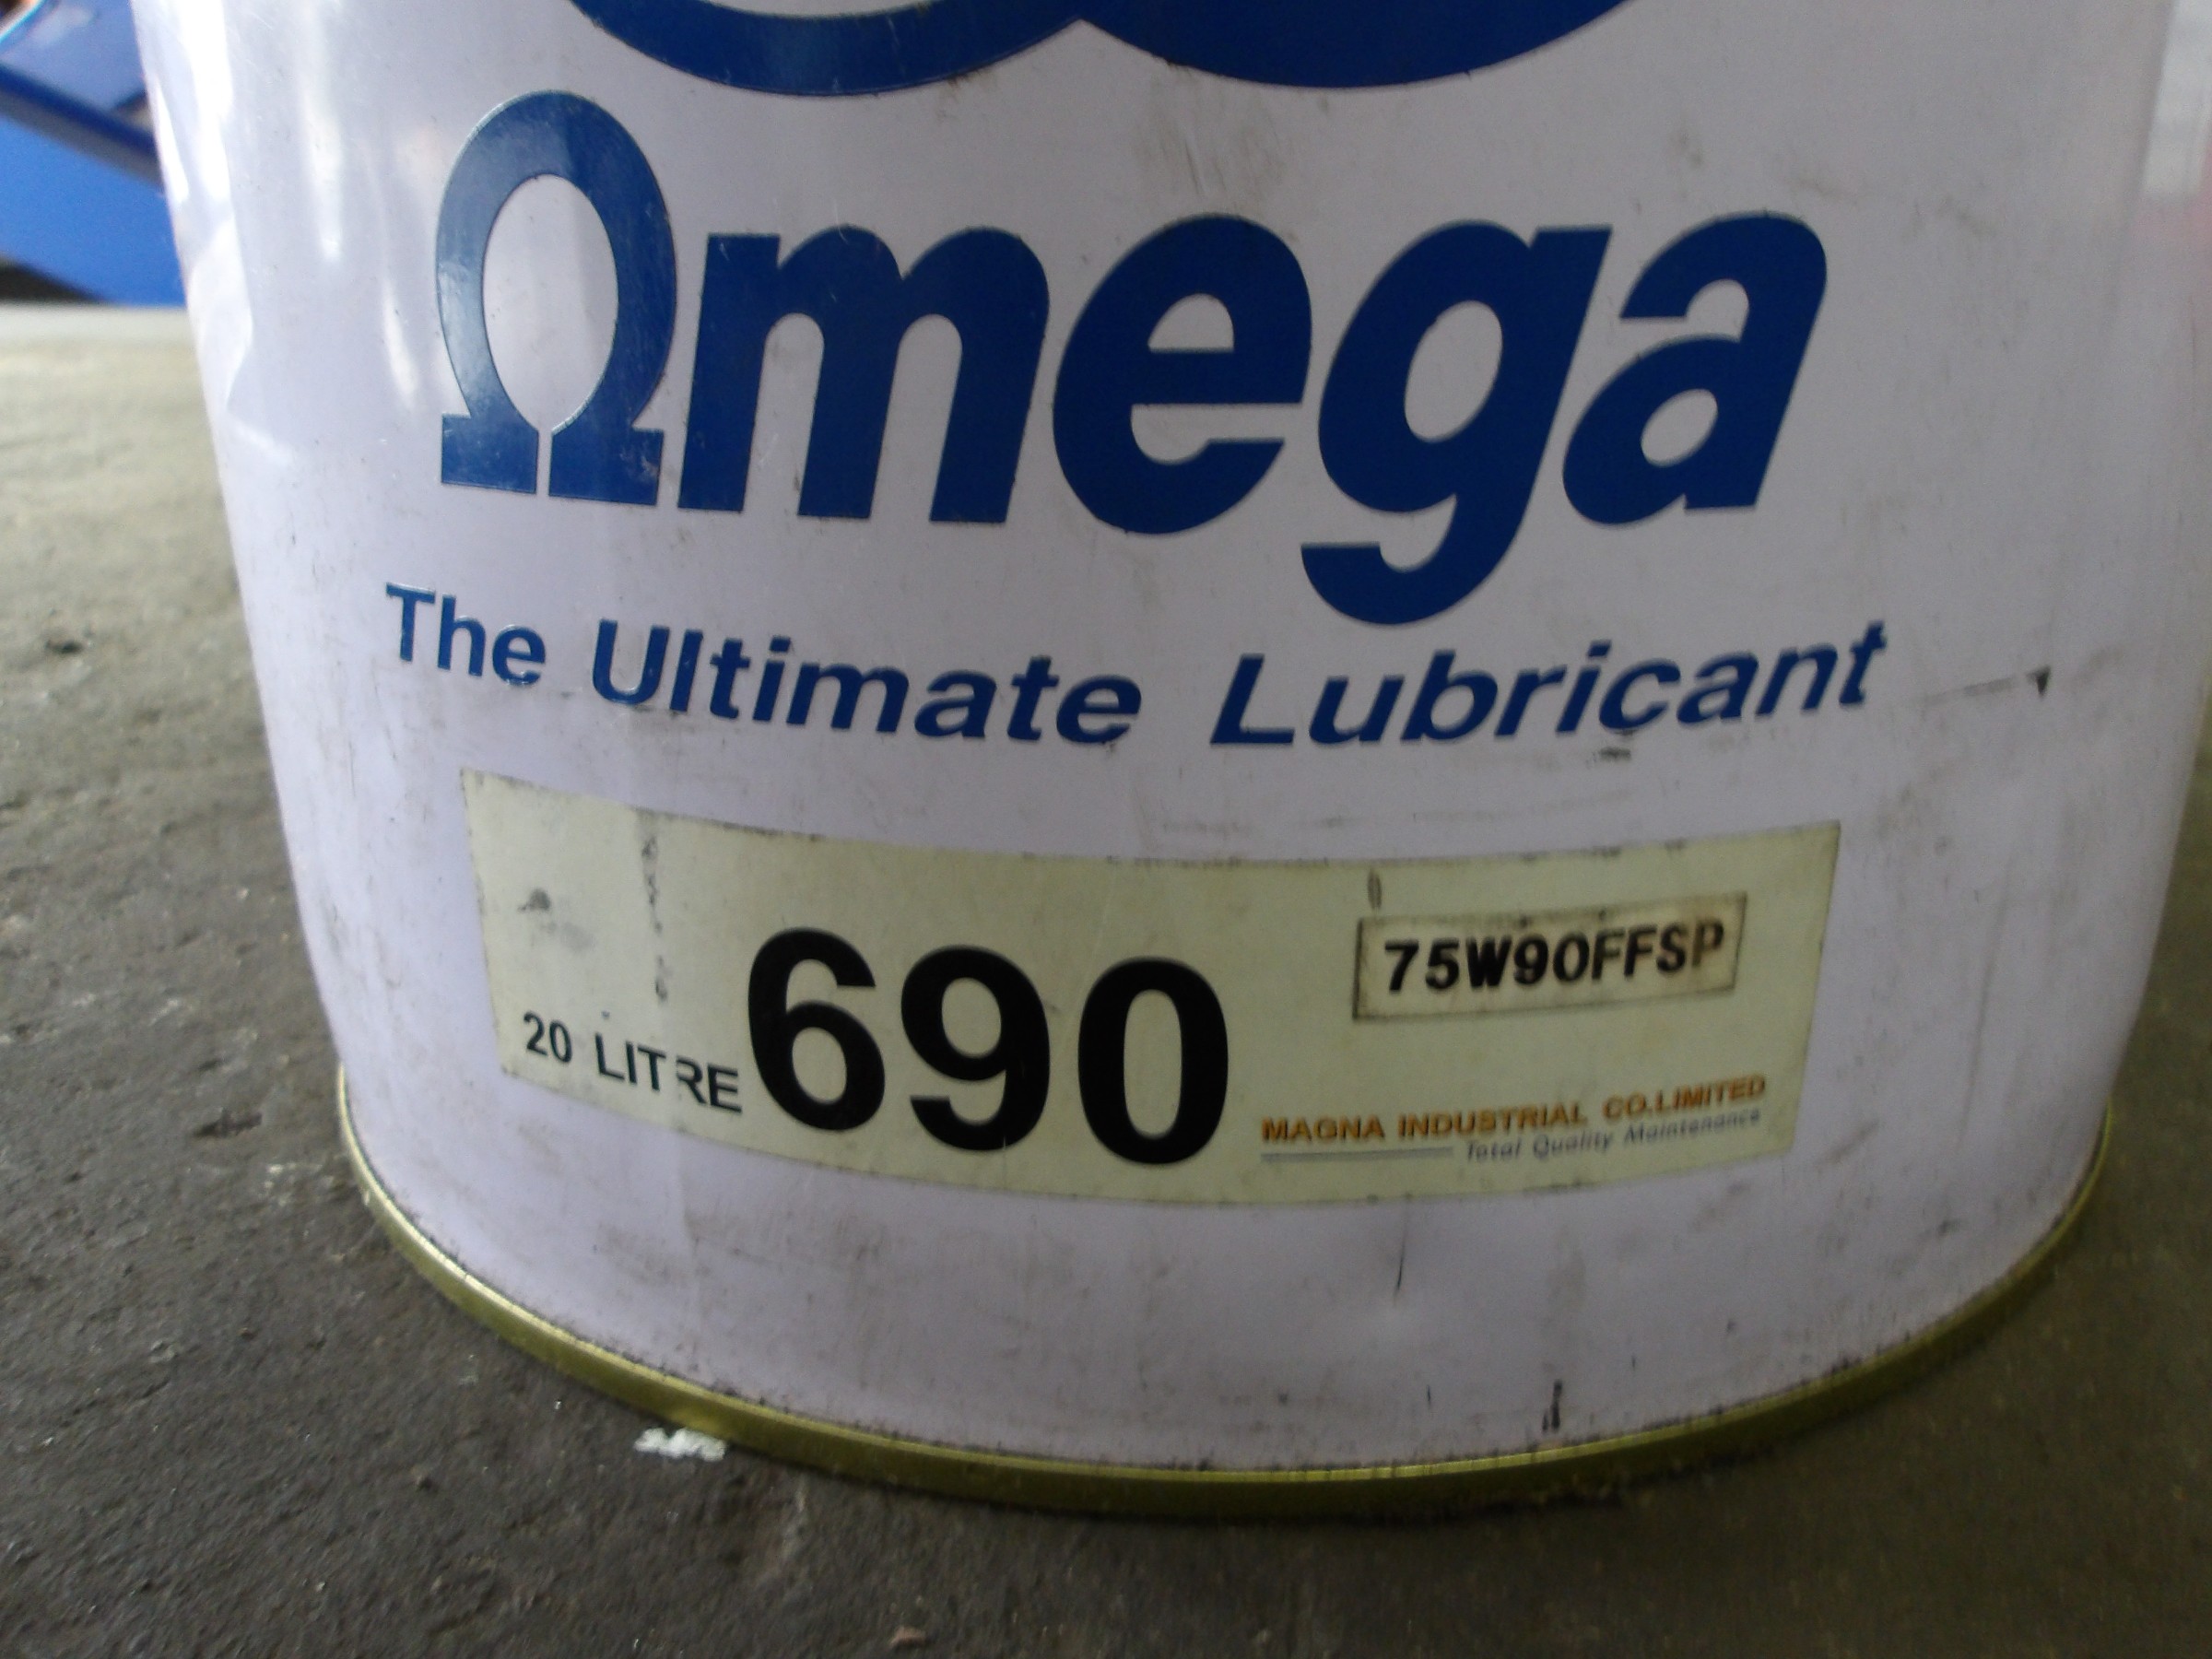 Ωmega
The Ultimate Lubricant
20 LITRE 690 75W90FFSP
MAGNA INDUSTRIAL CO.LIMITED
Total Quality Maintenance